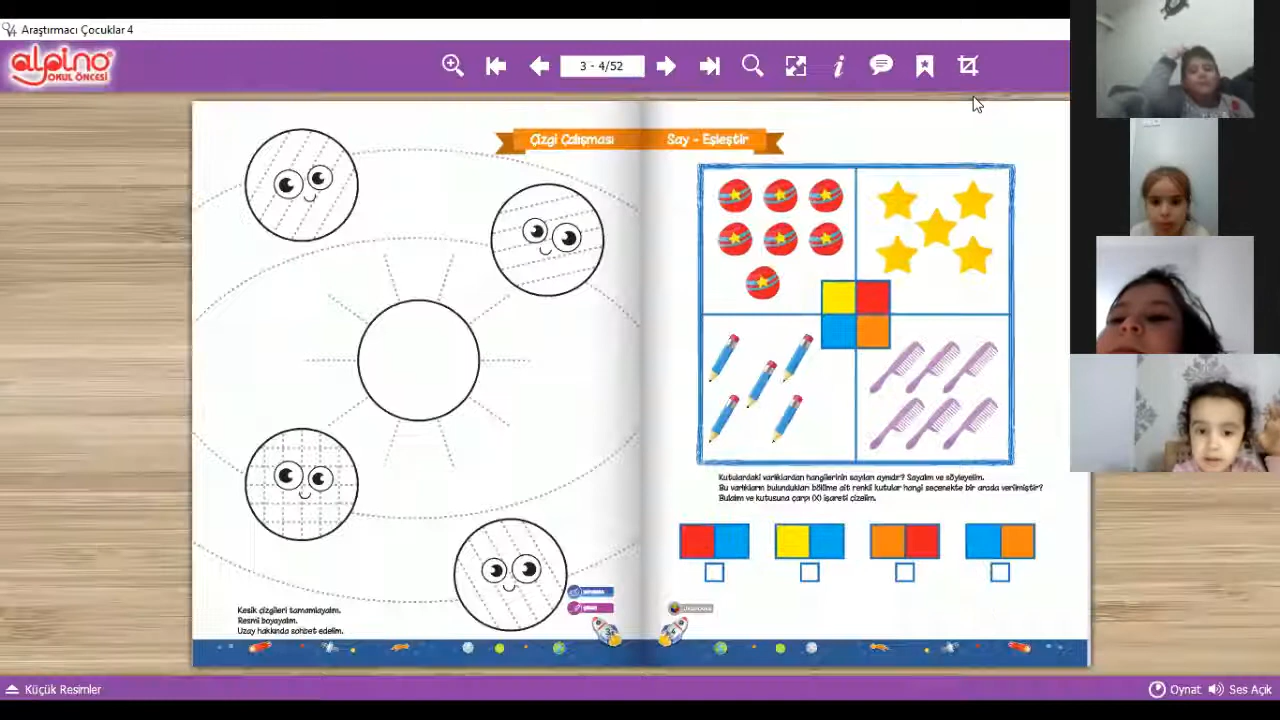 Araştırmacı Çocuklar 4
alpino
OKUL ÖNCESİ
3 - 4/52
Çizgi Çalışması
Say - Eşleştir
Kutulardaki varlıklardan hangilerinin sayıları aynıdır? Sayalım ve söyleyelim.
Bu varlıkların bulundukları bölüme ait renkli kutular hangi seçenekte bir arada verilmiştir?
Bulalım ve kutusuna çarpı (X) işareti çizelim.
Kesik çizgileri tamamlayalım.
Resmi boyayalım.
Uzay hakkında sohbet edelim.
Küçük Resimler
Oynat
Ses Açık